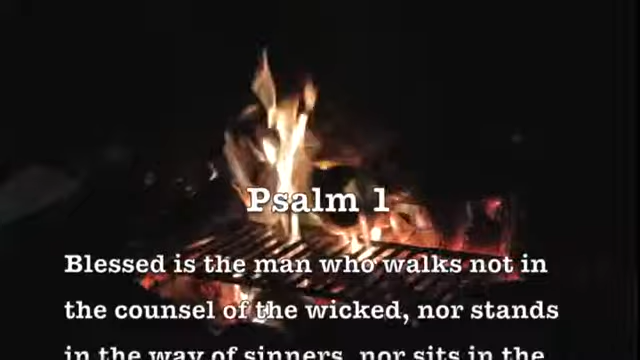 Psalm 1
Blessed is the man who walks not in
the counsel of the wicked, nor stands
in the way of sinners, nor sits in the